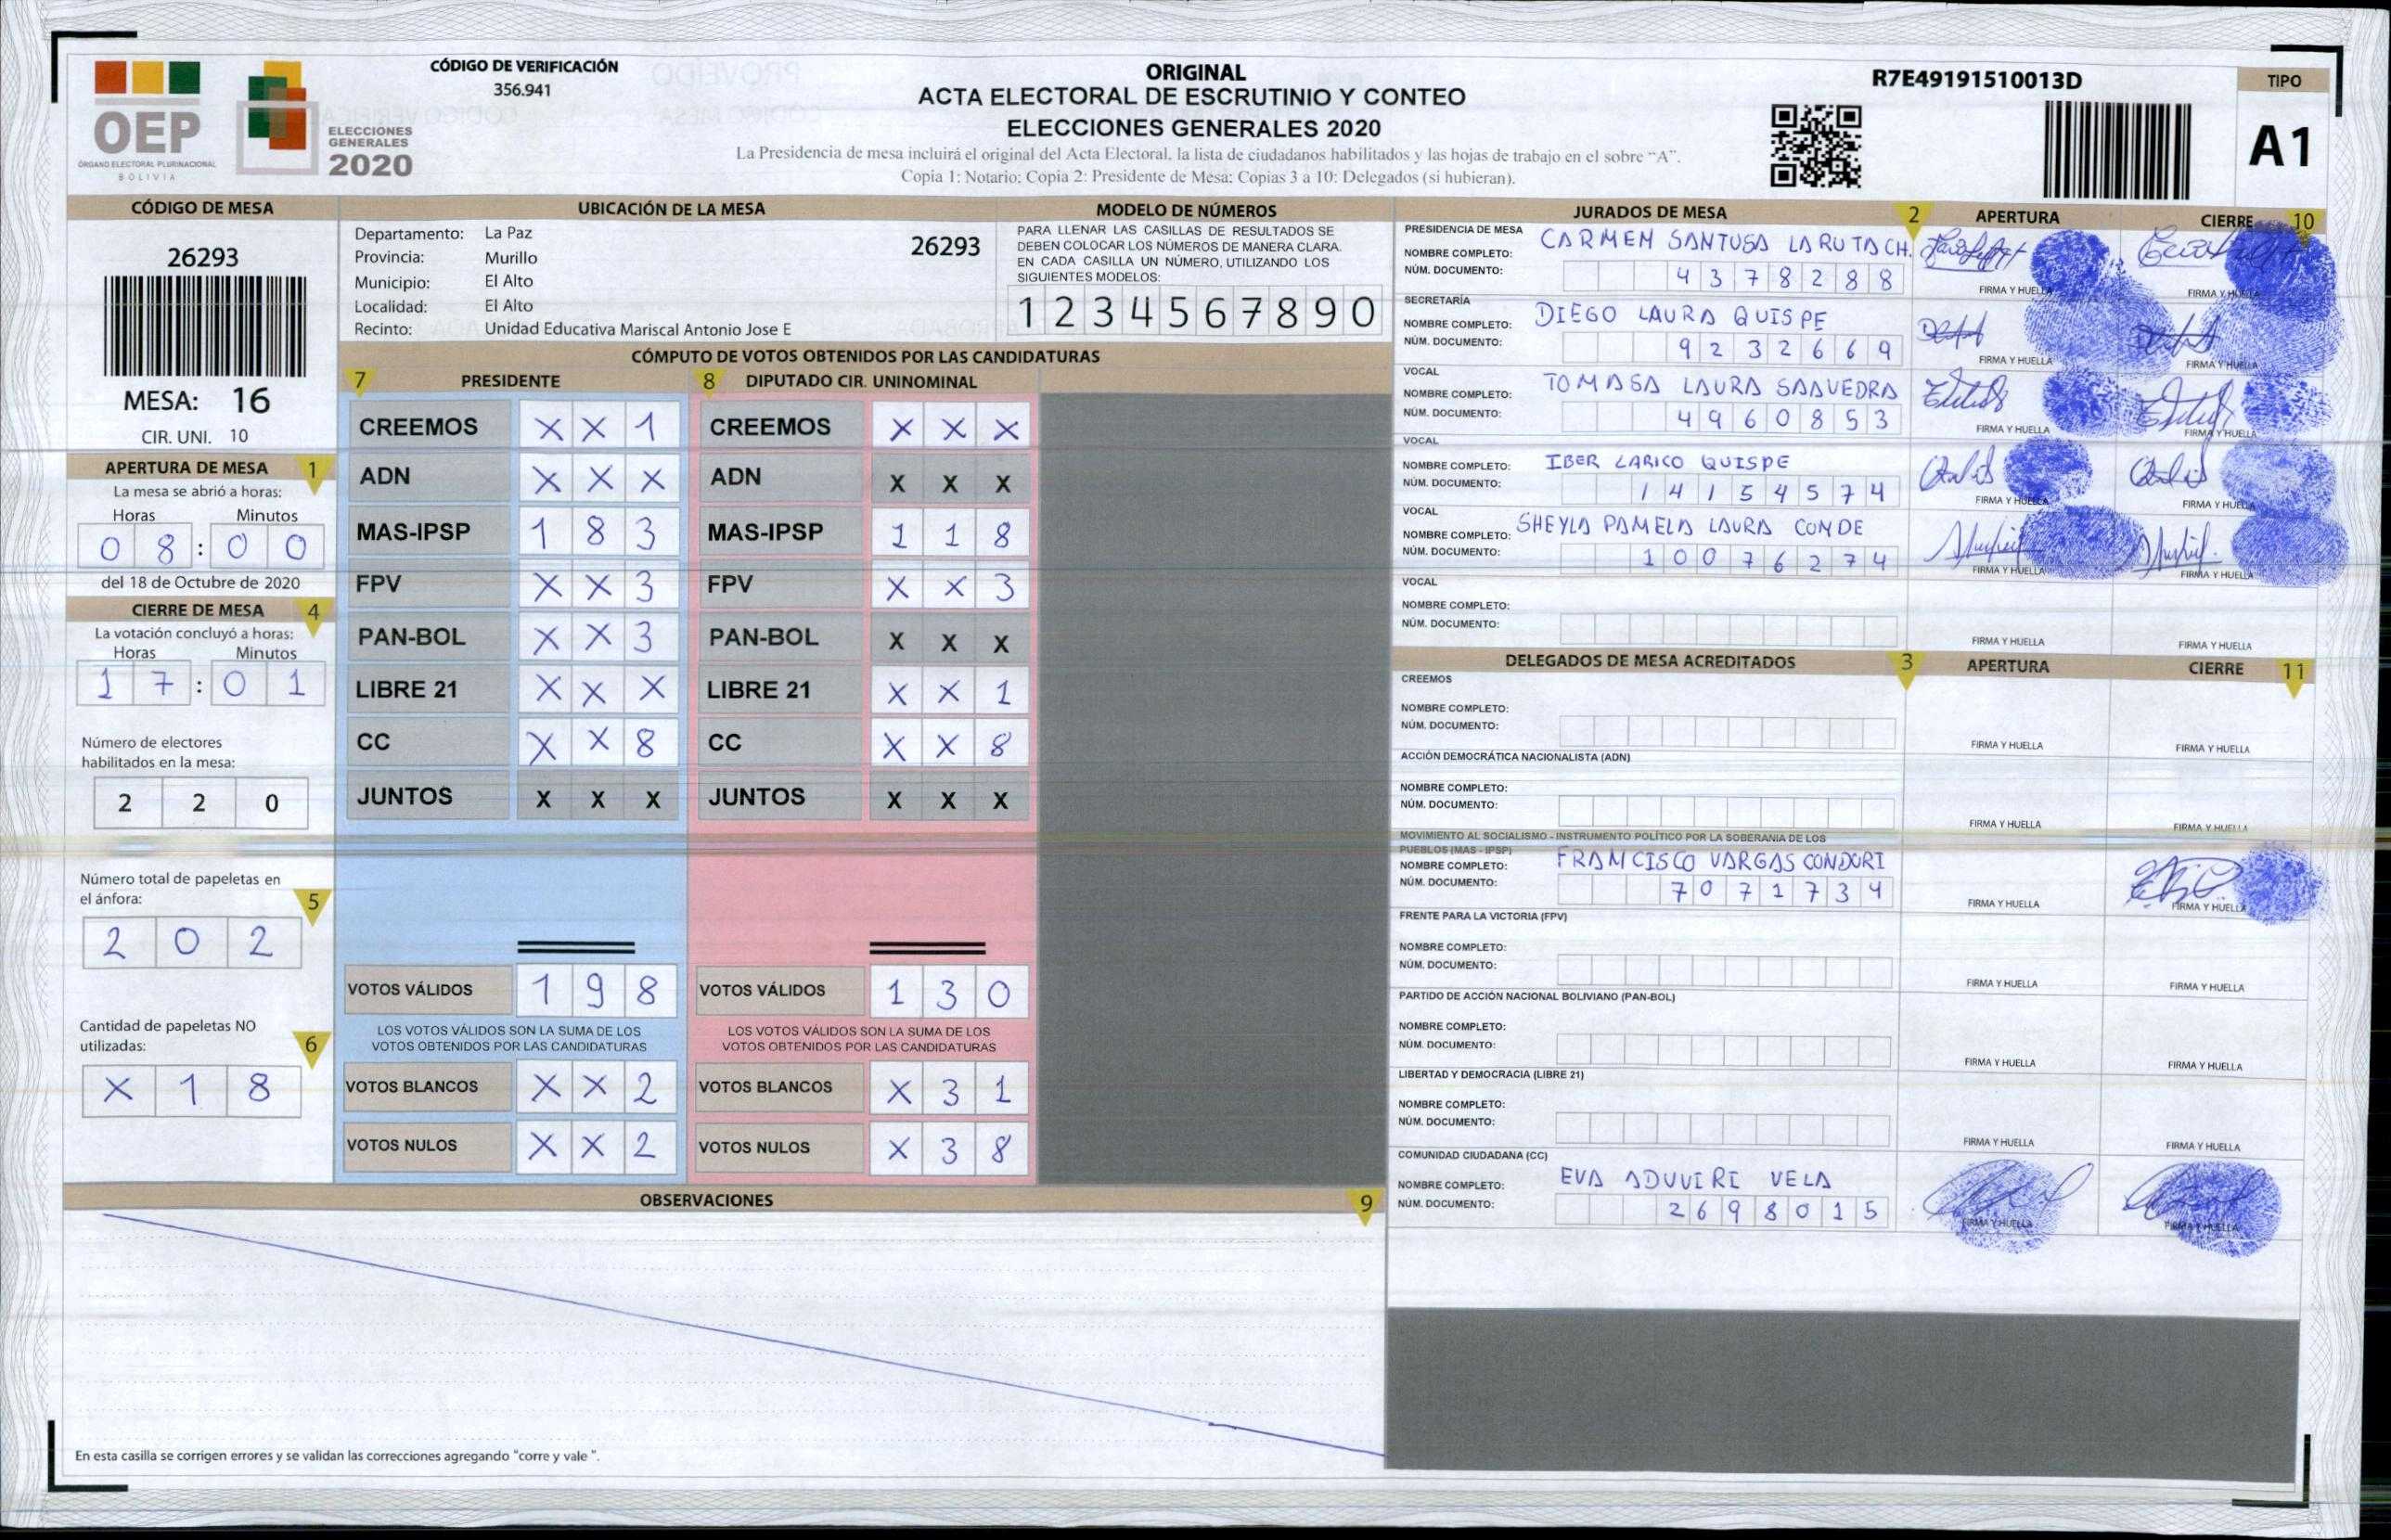 OEP
ÓRGANO ELECTORAL PLURINACIONAL
BOLIVIA
ELECCIONES
GENERALES
2020
CÓDIGO DE VERIFICACIÓN
356.941
ORIGINAL
ACTA ELECTORAL DE ESCRUTINIO Y CONTEO
ELECCIONES GENERALES 2020
La Presidencia de mesa incluirá el original del Acta Electoral, la lista de ciudadanos habilitados y las hojas de trabajo en el sobre "A".
Copia 1: Notario; Copia 2: Presidente de Mesa; Copias 3 a 10: Delegados (si hubieran).
R7E49191510013D
TIPO
A1
CÓDIGO DE MESA
26293
MESA: 16
CIR. UNI. 10
APERTURA DE MESA 1
La mesa se abrió a horas:
Horas Minutos
0 8 : 0 0
del 18 de Octubre de 2020
CIERRE DE MESA 4
La votación concluyó a horas:
Horas Minutos
1 7 : 0 1
Número de electores
habilitados en la mesa:
2 2 0
Número total de papeletas en
el ánfora: 5
2 0 2
Cantidad de papeletas NO
utilizadas: 6
X 1 8
UBICACIÓN DE LA MESA
Departamento: La Paz
26293
Provincia: Murillo
Municipio: El Alto
Localidad: El Alto
Recinto: Unidad Educativa Mariscal Antonio Jose E
MODELO DE NÚMEROS
PARA LLENAR LAS CASILLAS DE RESULTADOS SE
DEBEN COLOCAR LOS NÚMEROS DE MANERA CLARA.
EN CADA CASILLA UN NÚMERO, UTILIZANDO LOS
SIGUIENTES MODELOS:
1 2 3 4 5 6 7 8 9 0
CÓMPUTO DE VOTOS OBTENIDOS POR LAS CANDIDATURAS
7 PRESIDENTE 8 DIPUTADO CIR. UNINOMINAL
CREEMOS X X 1 CREEMOS X X X
ADN X X X ADN X X X
MAS-IPSP 1 8 3 MAS-IPSP 1 1 8
FPV X X 3 FPV X X 3
PAN-BOL X X 3 PAN-BOL X X X
LIBRE 21 X X X LIBRE 21 X X 1
CC X X 8 CC X X 8
JUNTOS X X X JUNTOS X X X
VOTOS VÁLIDOS 1 9 8 VOTOS VÁLIDOS 1 3 0
LOS VOTOS VÁLIDOS SON LA SUMA DE LOS LOS VOTOS VÁLIDOS SON LA SUMA DE LOS
VOTOS OBTENIDOS POR LAS CANDIDATURAS VOTOS OBTENIDOS POR LAS CANDIDATURAS
VOTOS BLANCOS X X 2 VOTOS BLANCOS X 3 1
VOTOS NULOS X X 2 VOTOS NULOS X 3 8
OBSERVACIONES 9
En esta casilla se corrigen errores y se validan las correcciones agregando "corre y vale ".
JURADOS DE MESA 2 APERTURA CIERRE 10
PRESIDENCIA DE MESA
NOMBRE COMPLETO: CARMEN SANTUSA LARUTA CH.
NÚM. DOCUMENTO: 4 3 7 8 2 8 8
FIRMA Y HUELLA FIRMA Y HUELLA
SECRETARÍA
NOMBRE COMPLETO: DIEGO LAURA QUISPE
NÚM. DOCUMENTO: 9 2 3 2 6 6 9
FIRMA Y HUELLA FIRMA Y HUELLA
VOCAL
NOMBRE COMPLETO: TOMASA LAURA SAAVEDRA
NÚM. DOCUMENTO: 4 9 6 0 8 5 3
FIRMA Y HUELLA FIRMA Y HUELLA
VOCAL
NOMBRE COMPLETO: IBER LARICO QUISPE
NÚM. DOCUMENTO: 1 4 1 5 4 5 7 4
FIRMA Y HUELLA FIRMA Y HUELLA
VOCAL
NOMBRE COMPLETO: SHEYLA PAMELA LAURA CONDE
NÚM. DOCUMENTO: 1 0 0 7 6 2 7 4
FIRMA Y HUELLA FIRMA Y HUELLA
VOCAL
NOMBRE COMPLETO:
NÚM. DOCUMENTO:
FIRMA Y HUELLA FIRMA Y HUELLA
DELEGADOS DE MESA ACREDITADOS 3 APERTURA CIERRE 11
CREEMOS
NOMBRE COMPLETO:
NÚM. DOCUMENTO:
FIRMA Y HUELLA FIRMA Y HUELLA
ACCIÓN DEMOCRÁTICA NACIONALISTA (ADN)
NOMBRE COMPLETO:
NÚM. DOCUMENTO:
FIRMA Y HUELLA FIRMA Y HUELLA
MOVIMIENTO AL SOCIALISMO - INSTRUMENTO POLÍTICO POR LA SOBERANIA DE LOS
PUEBLOS (MAS - IPSP)
NOMBRE COMPLETO: FRANCISCO VARGAS CONDORI
NÚM. DOCUMENTO: 7 0 7 1 7 3 4
FIRMA Y HUELLA FIRMA Y HUELLA
FRENTE PARA LA VICTORIA (FPV)
NOMBRE COMPLETO:
NÚM. DOCUMENTO:
FIRMA Y HUELLA FIRMA Y HUELLA
PARTIDO DE ACCIÓN NACIONAL BOLIVIANO (PAN-BOL)
NOMBRE COMPLETO:
NÚM. DOCUMENTO:
FIRMA Y HUELLA FIRMA Y HUELLA
LIBERTAD Y DEMOCRACIA (LIBRE 21)
NOMBRE COMPLETO:
NÚM. DOCUMENTO:
FIRMA Y HUELLA FIRMA Y HUELLA
COMUNIDAD CIUDADANA (CC)
NOMBRE COMPLETO: EVA ADUVIRI VELA
NÚM. DOCUMENTO: 2 6 9 8 0 1 5
FIRMA Y HUELLA FIRMA Y HUELLA